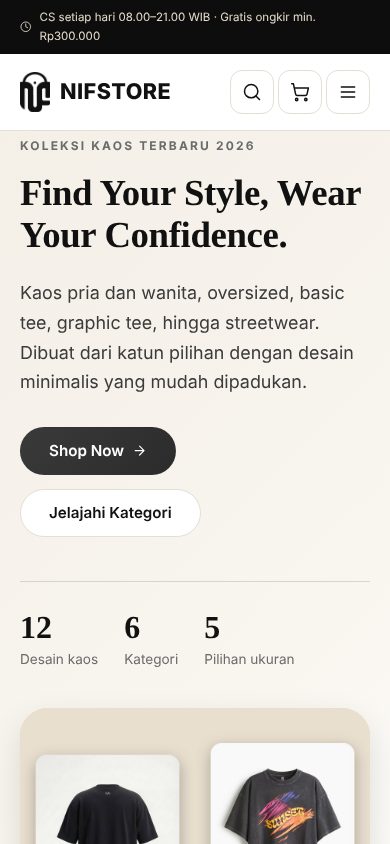 CS setiap hari 08.00–21.00 WIB · Gratis ongkir min.
Rp300.000
NIFSTORE
KOLEKSI KAOS TERBARU 2026
Find Your Style, Wear
Your Confidence.
Kaos pria dan wanita, oversized, basic
tee, graphic tee, hingga streetwear.
Dibuat dari katun pilihan dengan desain
minimalis yang mudah dipadukan.
Shop Now →
Jelajahi Kategori
12 6 5
Desain kaos Kategori Pilihan ukuran
SUNSET